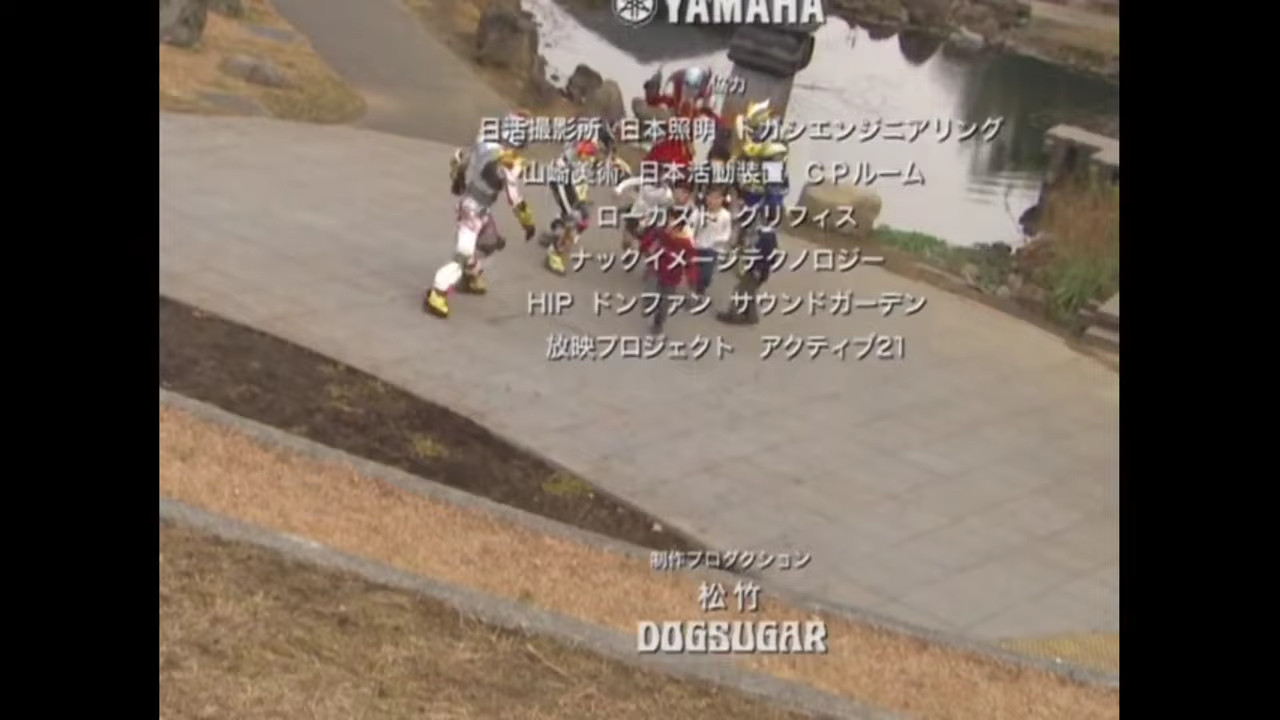 YAMAHA
協力
日活撮影所 日本照明 トガシエンジニアリング
山崎美術 日本活動装置 CPルーム
ローカスト グリフィス
ナックイメージテクノロジー
HIP ドンファン サウンドガーデン
放映プロジェクト アクティブ21
制作プロダクション
松竹
DOGSUGAR